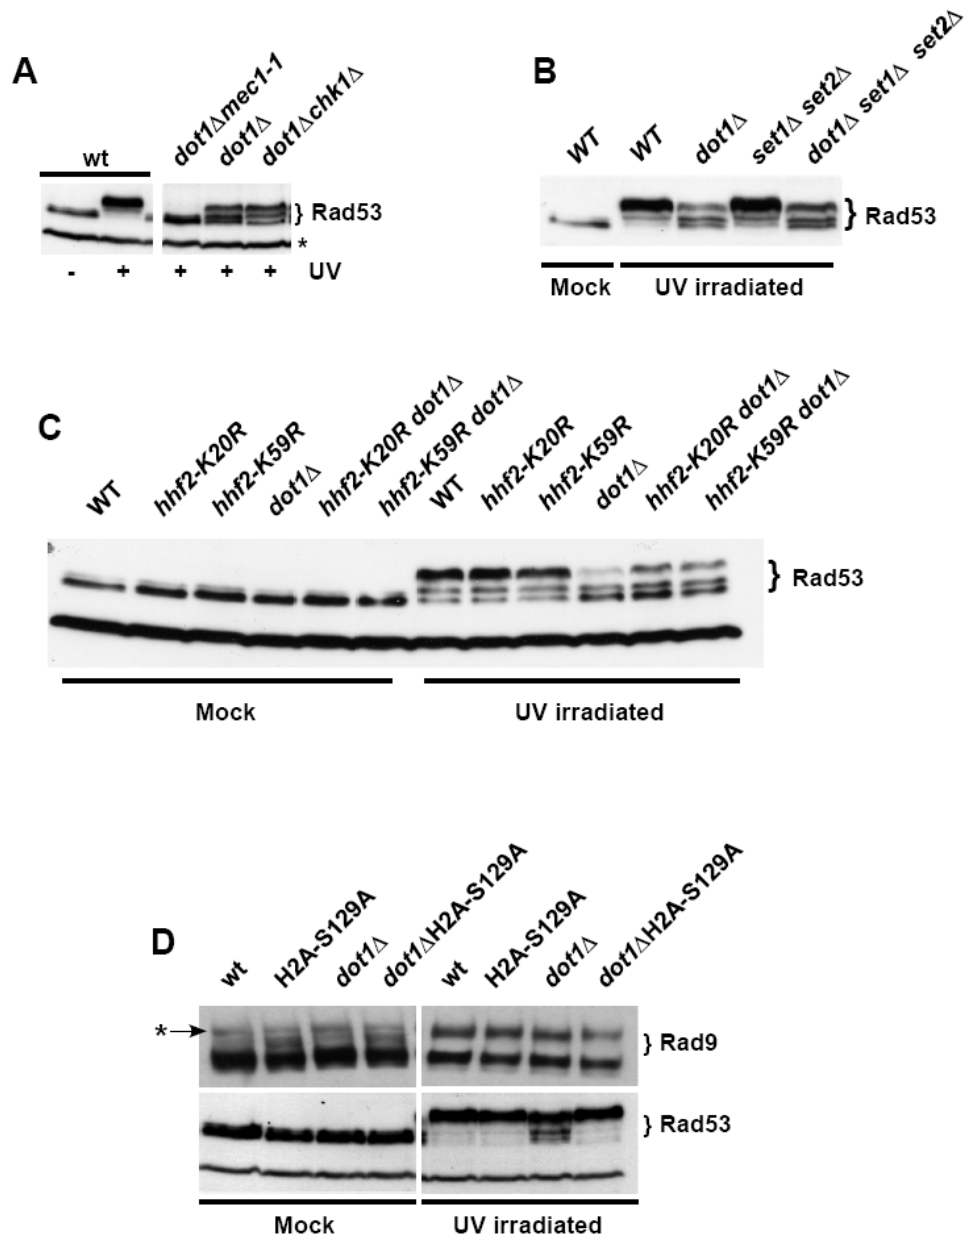 A
wt
dot1Δmec1-1
dot1Δ
dot1Δchk1Δ
} Rad53
*
- + + + + UV
B
WT
WT
dot1Δ
set1Δ set2Δ
dot1Δ set1Δ set2Δ
} Rad53
Mock
UV irradiated
C
WT
hhf2-K20R
hhf2-K59R
dot1Δ
hhf2-K20R dot1Δ
hhf2-K59R dot1Δ
WT
hhf2-K20R
hhf2-K59R
dot1Δ
hhf2-K20R dot1Δ
hhf2-K59R dot1Δ
} Rad53
Mock
UV irradiated
D
wt
H2A-S129A
dot1Δ
dot1ΔH2A-S129A
wt
H2A-S129A
dot1Δ
dot1ΔH2A-S129A
*
} Rad9
} Rad53
Mock
UV irradiated